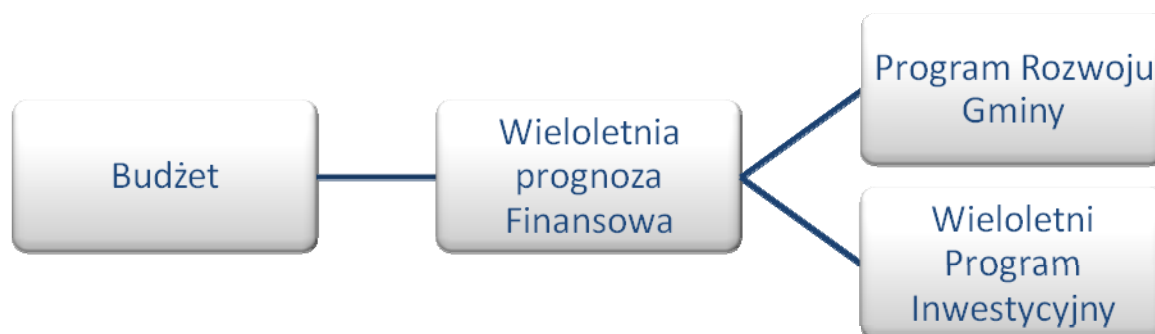 Budżet
Wieloletnia
prognoza
Finansowa
Program Rozwoju
Gminy
Wieloletni
Program
Inwestycyjny